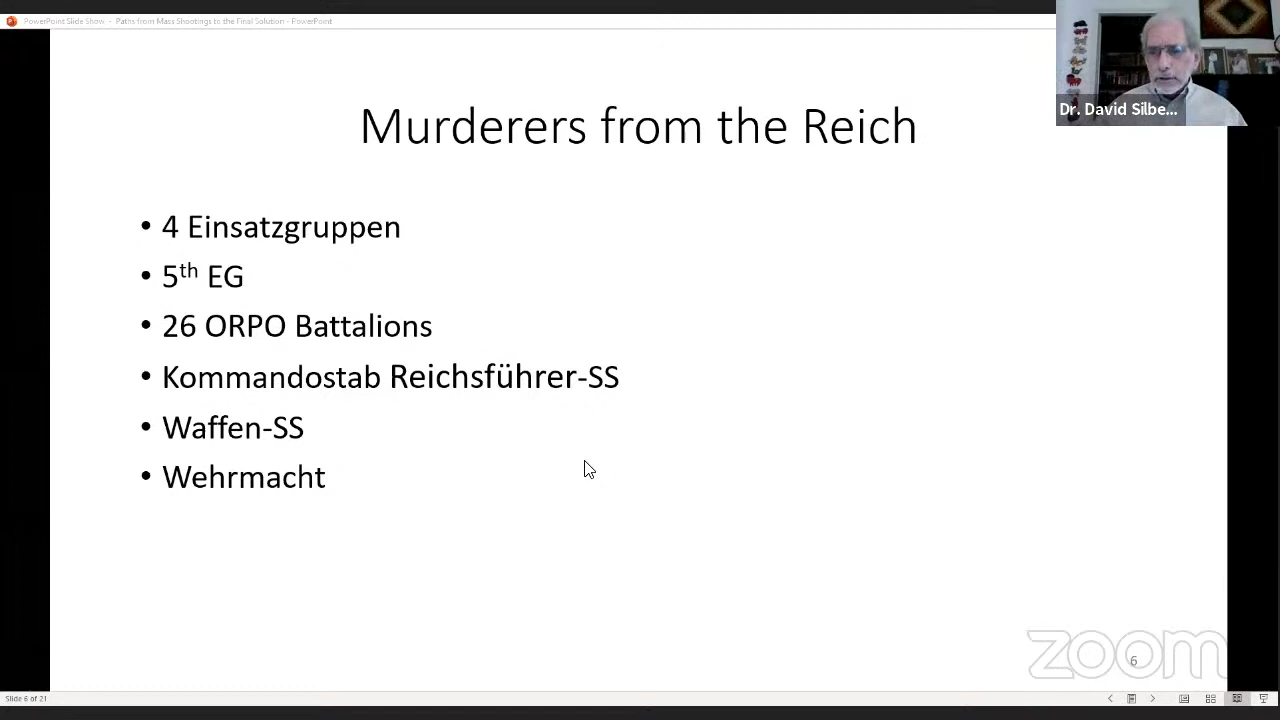 PowerPoint Slide Show - Paths from Mass Shootings to the Final Solution - PowerPoint
Dr. David Silbe...
Murderers from the Reich
• 4 Einsatzgruppen
• 5th EG
• 26 ORPO Battalions
• Kommandostab Reichsführer-SS
• Waffen-SS
• Wehrmacht
zoom
6
Slide 6 of 21